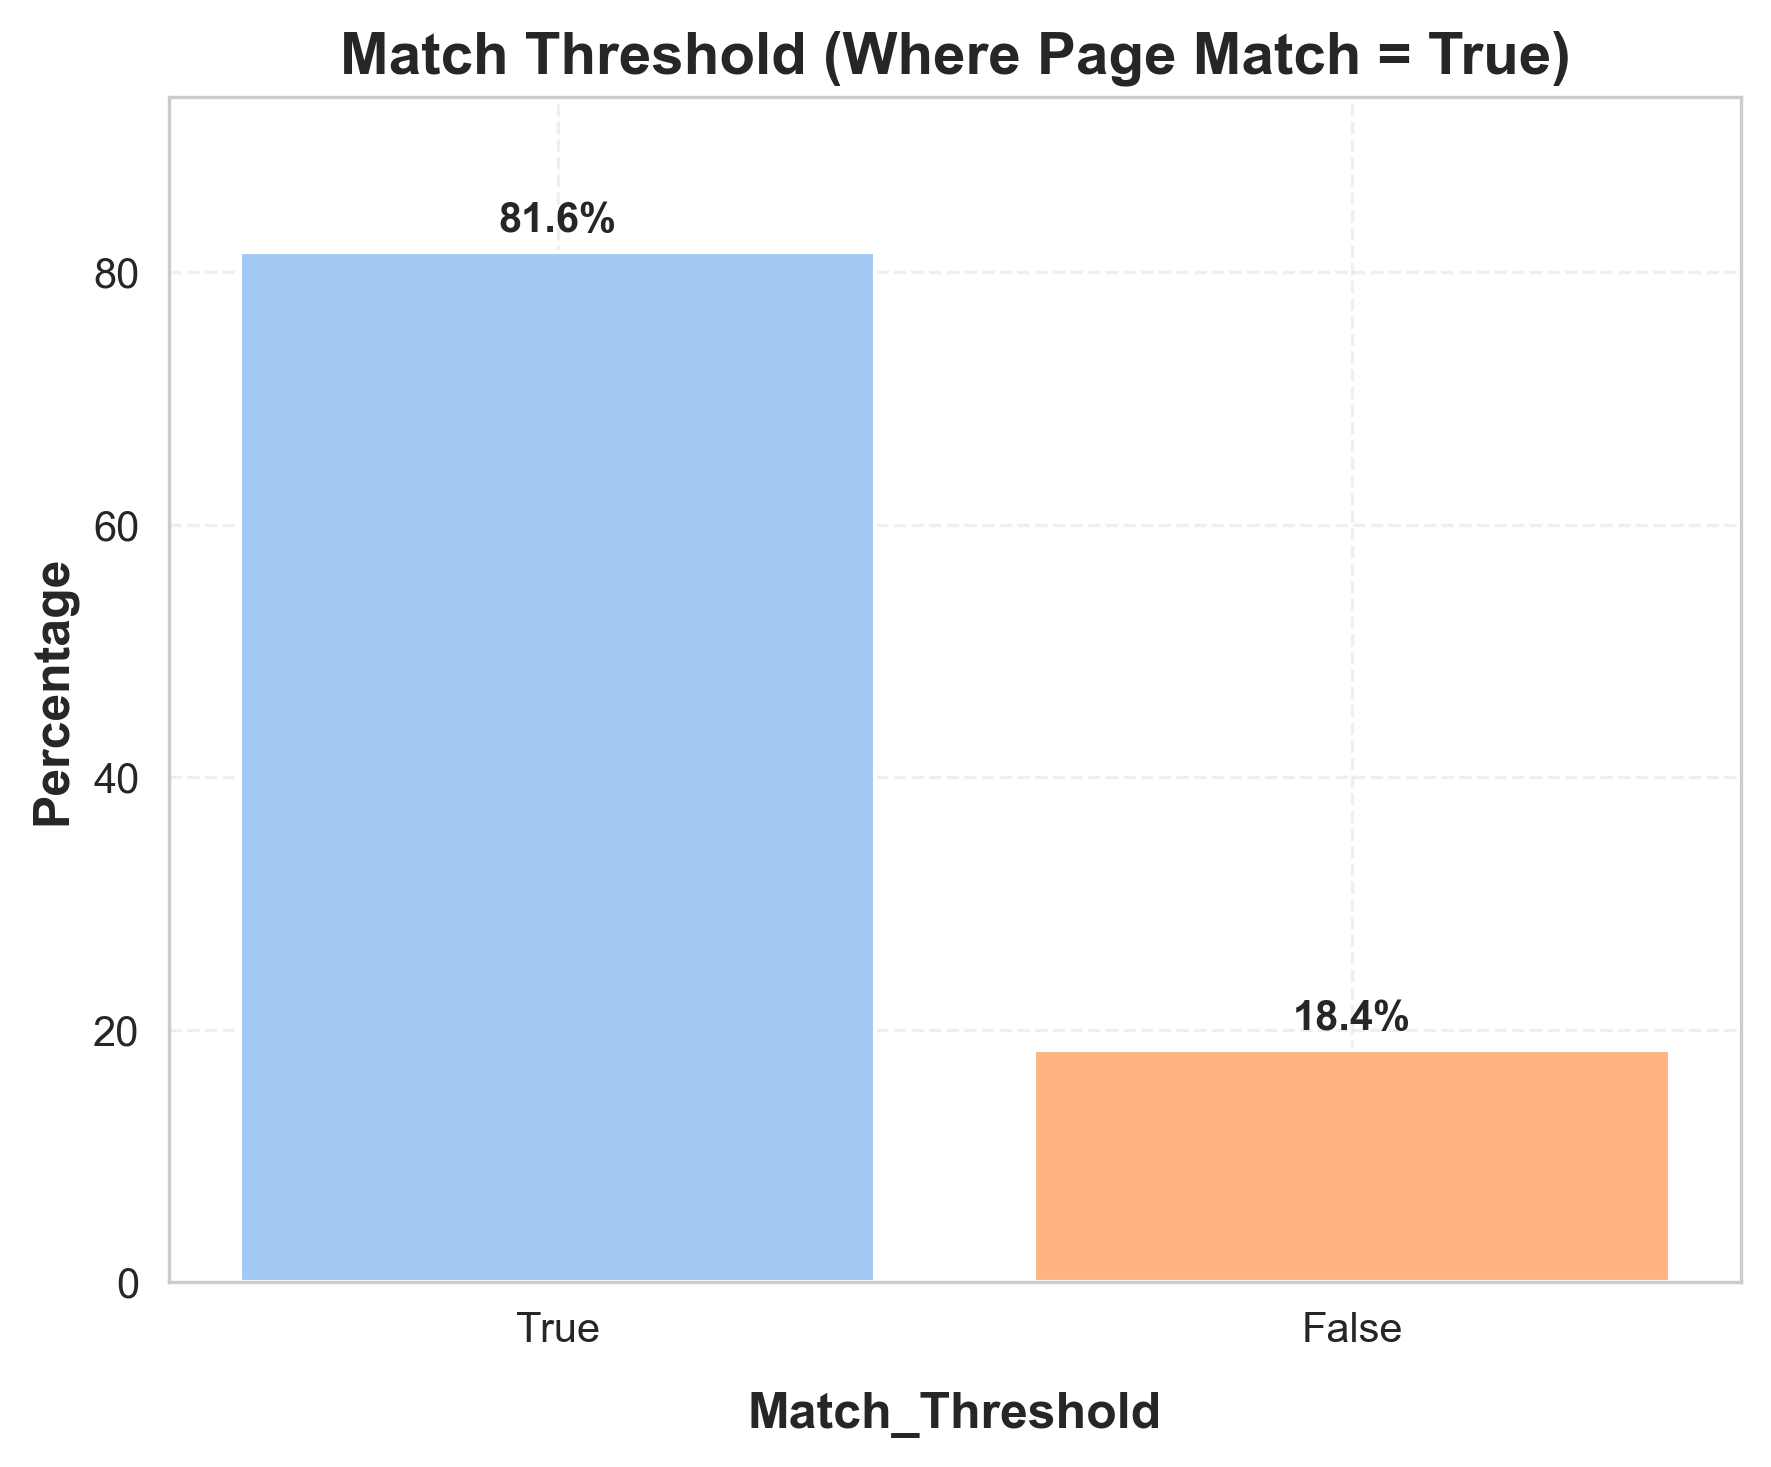 Match Threshold (Where Page Match = True)
81.6%
80
60
Percentage
40
18.4%
20
0
True False
Match_Threshold